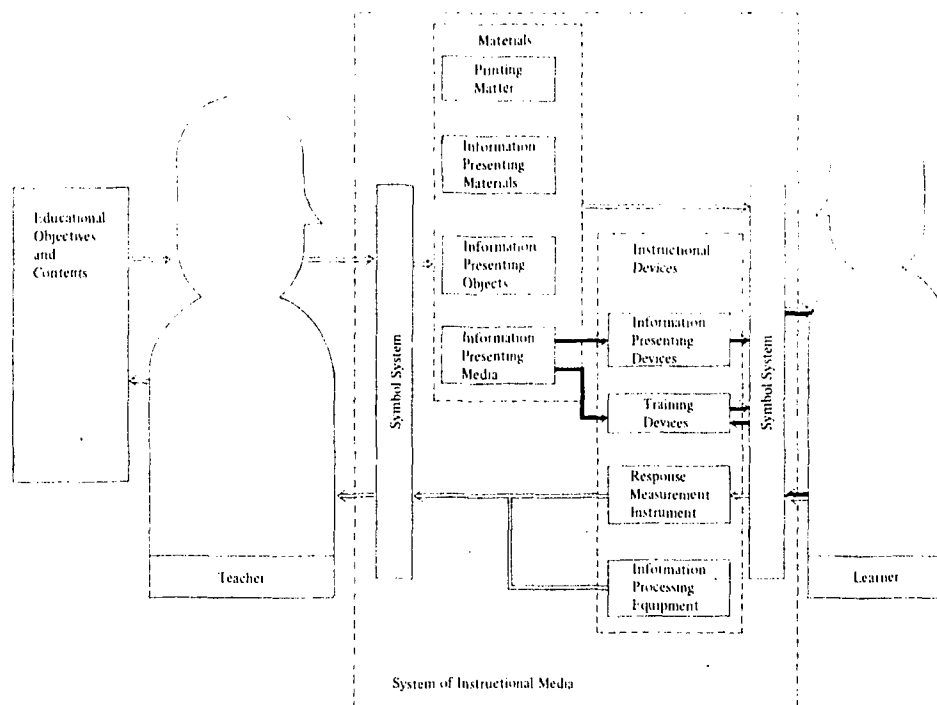 Materials
Printing
Matter
Information
Presenting
Materials
Educational
Objectives
and
Contents
Information
Presenting
Objects
Instructional
Devices
Information
Presenting
Media
Information
Presenting
Devices
Symbol System
Symbol System
Training
Devices
Response
Measurement
Instrument
Teacher
Information
Processing
Equipment
Learner
System of Instructional Media